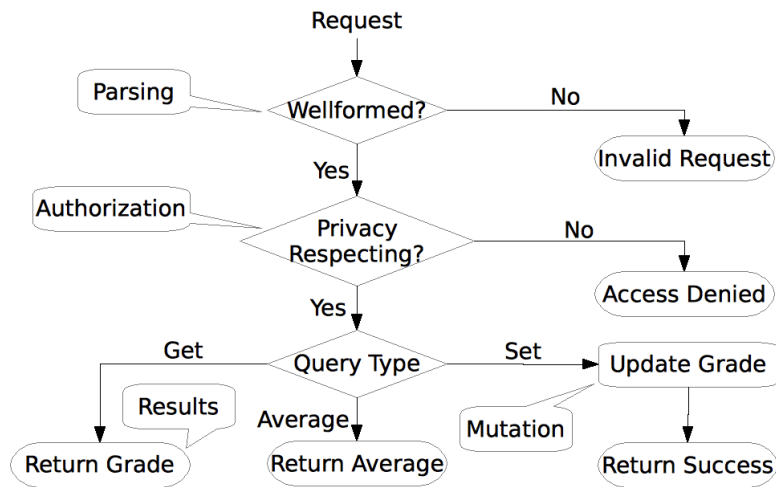 Request
Parsing
Wellformed?
No
Invalid Request
Yes
Authorization
Privacy
Respecting?
No
Access Denied
Yes
Get
Query Type
Set
Update Grade
Results
Average
Mutation
Return Grade
Return Average
Return Success